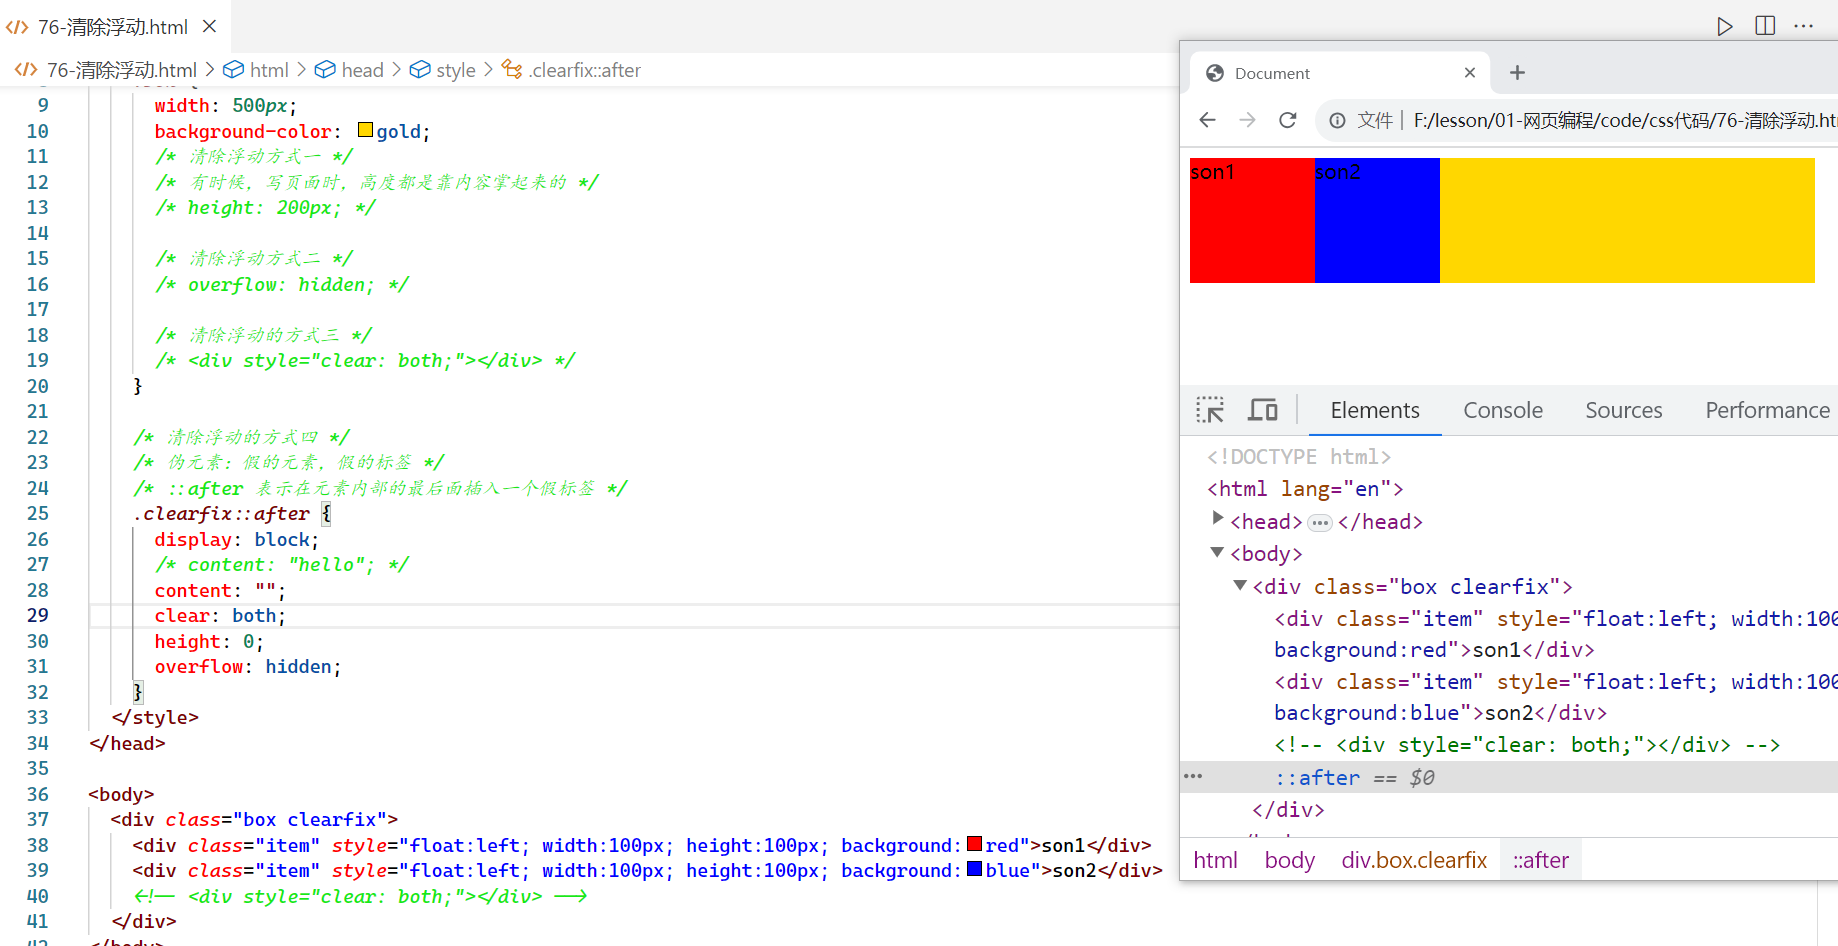 76-清除浮动.html
76-清除浮动.html > html > head > style > .clearfix::after
9 width: 500px;
10 background-color: gold;
11 /* 清除浮动方式一 */
12 /* 有时候, 写页面时, 高度都是靠内容掌起来的 */
13 /* height: 200px; */
14
15 /* 清除浮动方式二 */
16 /* overflow: hidden; */
17
18 /* 清除浮动的方式三 */
19 /* <div style="clear: both;"></div> */
20 }
21
22 /* 清除浮动的方式四 */
23 /* 伪元素: 假的元素, 假的标签 */
24 /* ::after 表示在元素内部的最后面插入一个假标签 */
25 .clearfix::after {
26 display: block;
27 /* content: "hello"; */
28 content: "";
29 clear: both;
30 height: 0;
31 overflow: hidden;
32 }
33 </style>
34 </head>
35
36 <body>
37 <div class="box clearfix">
38 <div class="item" style="float:left; width:100px; height:100px; background:red">son1</div>
39 <div class="item" style="float:left; width:100px; height:100px; background:blue">son2</div>
40 <!-- <div style="clear: both;"></div> -->
41 </div>
Document
文件 | F:/lesson/01-网页编程/code/css代码/76-清除浮动.ht
son1 son2
Elements Console Sources Performance
<!DOCTYPE html>
<html lang="en">
<head> ••• </head>
<body>
<div class="box clearfix">
<div class="item" style="float:left; width:100
background:red">son1</div>
<div class="item" style="float:left; width:100
background:blue">son2</div>
<!-- <div style="clear: both;"></div> -->
::after == $0
</div>
html body div.box.clearfix ::after